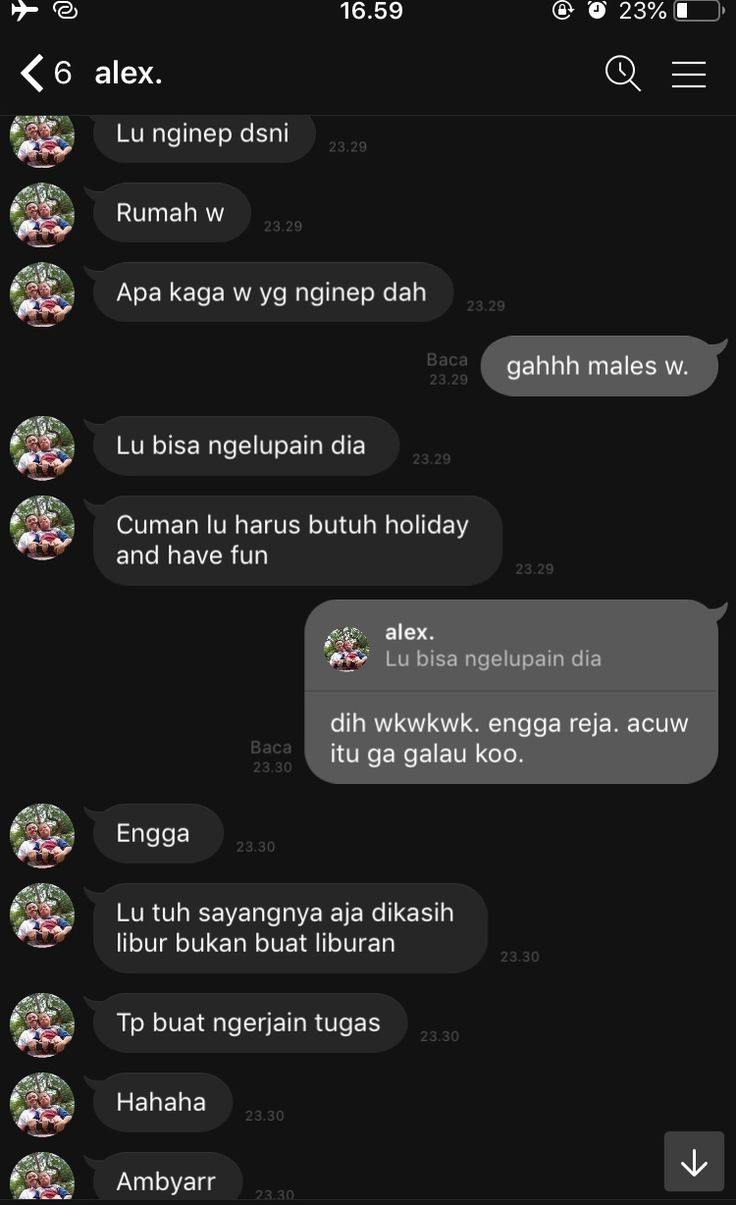 16.59
23%
6 alex.
Lu nginep dsni
23.29
Rumah w
23.29
Apa kaga w yg nginep dah
23.29
gahhh males w.
Baca
23.29
Lu bisa ngelupain dia
23.29
Cuman lu harus butuh holiday
and have fun
23.29
alex.
Lu bisa ngelupain dia
dih wkwkwk. engga reja. acuw
itu ga galau koo.
Baca
23.30
Engga
23.30
Lu tuh sayangnya aja dikasih
libur bukan buat liburan
23.30
Tp buat ngerjain tugas
23.30
Hahaha
23.30
Ambyarr
23.30